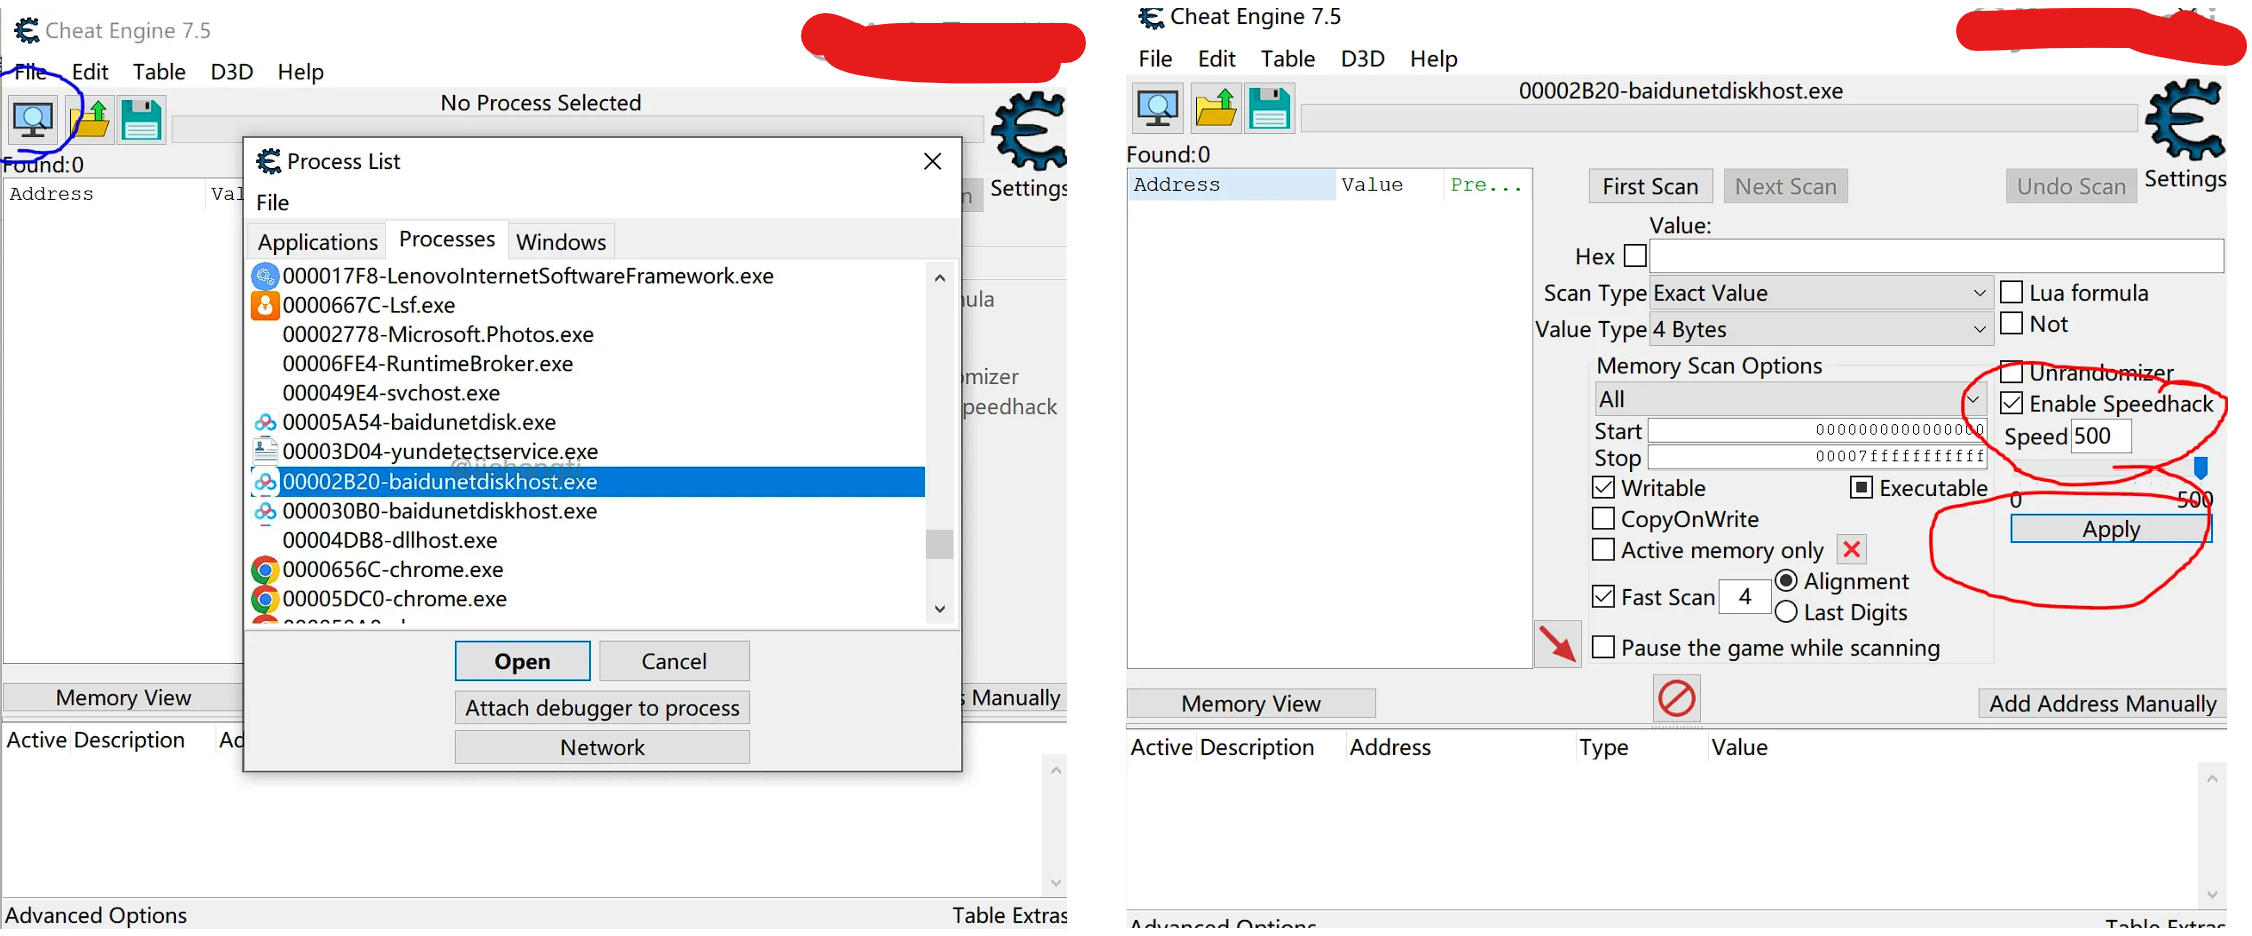 Cheat Engine 7.5
File Edit Table D3D Help
No Process Selected
Found:0
Address Val
Settings
Process List
File
Applications Processes Windows
000017F8-LenovoInternetSoftwareFramework.exe
0000667C-Lsf.exe
00002778-Microsoft.Photos.exe
00006FE4-RuntimeBroker.exe
000049E4-svchost.exe
00005A54-baidunetdisk.exe
00003D04-yundetectservice.exe
00002B20-baidunetdiskhost.exe
000030B0-baidunetdiskhost.exe
00004DB8-dllhost.exe
0000656C-chrome.exe
00005DC0-chrome.exe
Open Cancel
Attach debugger to process
Network
n
ula
omizer
peedhack
Memory View
s Manually
Active Description Ad
Advanced Options Table Extras
Cheat Engine 7.5
File Edit Table D3D Help
00002B20-baidunetdiskhost.exe
Found:0
Address Value Pre...
First Scan Next Scan Undo Scan Settings
Value:
Hex
Scan Type Exact Value Lua formula
Value Type 4 Bytes Not
Memory Scan Options Unrandomizer
All Enable Speedhack
Start 0000000000000000 Speed 500
Stop 00007fffffffffff
Writable Executable 0 500
CopyOnWrite Apply
Active memory only
Fast Scan 4 Alignment
Last Digits
Pause the game while scanning
Memory View Add Address Manually
Active Description Address Type Value
Advanced Options Table Extras